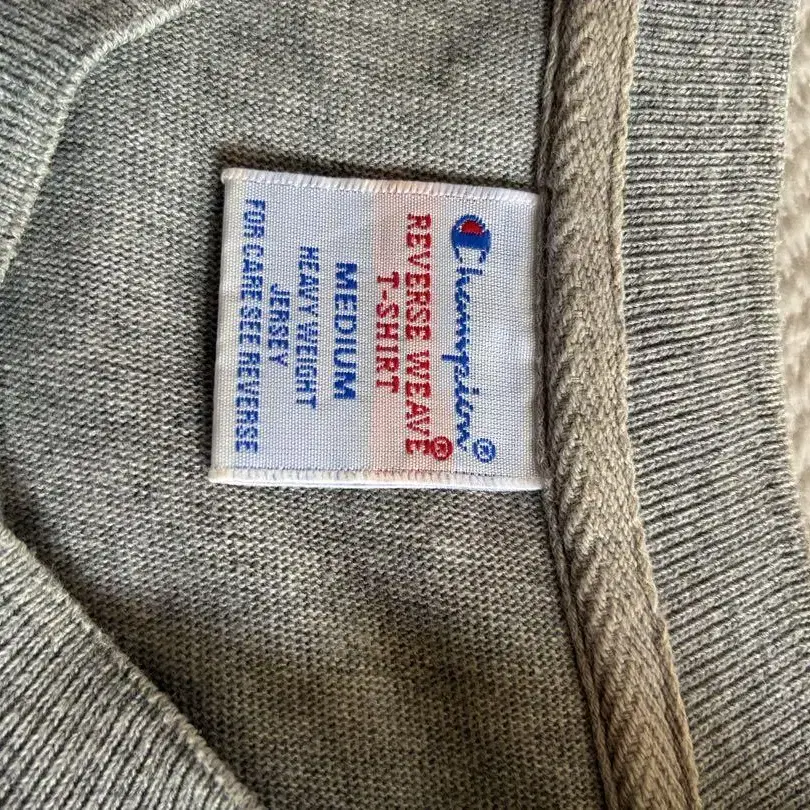 Champion®
REVERSE WEAVE®
T-SHIRT
MEDIUM
HEAVY WEIGHT
JERSEY
FOR CARE SEE REVERSE